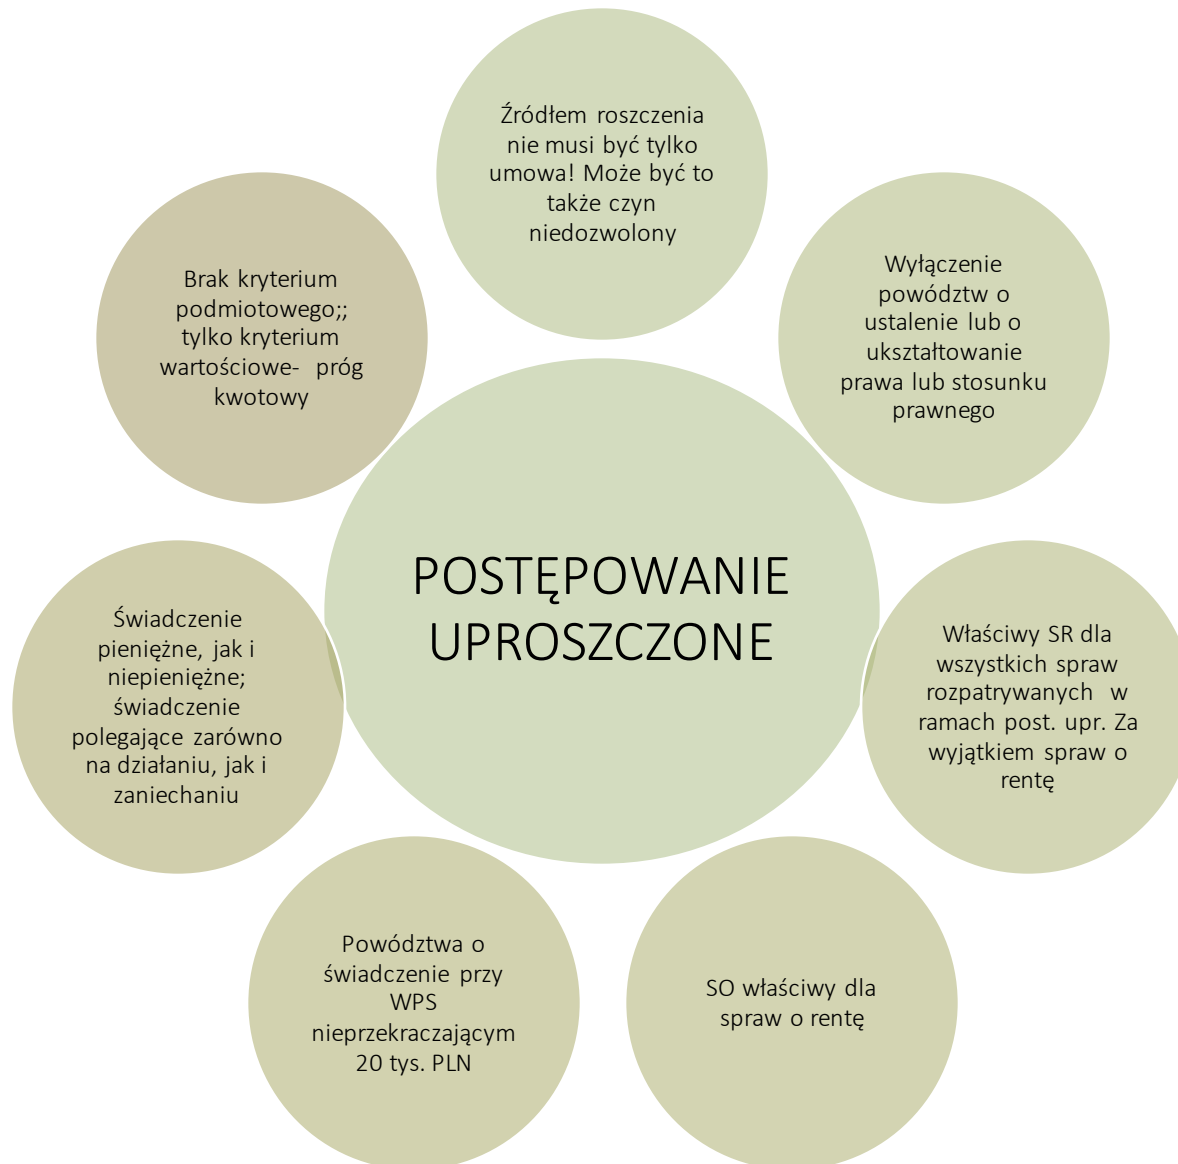 Źródłem roszczenia
nie musi być tylko
umowa! Może być to
także czyn
niedozwolony
Wyłączenie
powództw o
ustalenie lub o
ukształtowanie
prawa lub stosunku
prawnego
Właściwy SR dla
wszystkich spraw
rozpatrywanych w
ramach post. upr. Za
wyjątkiem spraw o
rentę
SO właściwy dla
spraw o rentę
Powództwa o
świadczenie przy
WPS
nieprzekraczającym
20 tys. PLN
Świadczenie
pieniężne, jak i
niepieniężne;
świadczenie
polegające zarówno
na działaniu, jak i
zaniechaniu
Brak kryterium
podmiotowego;;
tylko kryterium
wartościowe- próg
kwotowy
POSTĘPOWANIE
UPROSZCZONE